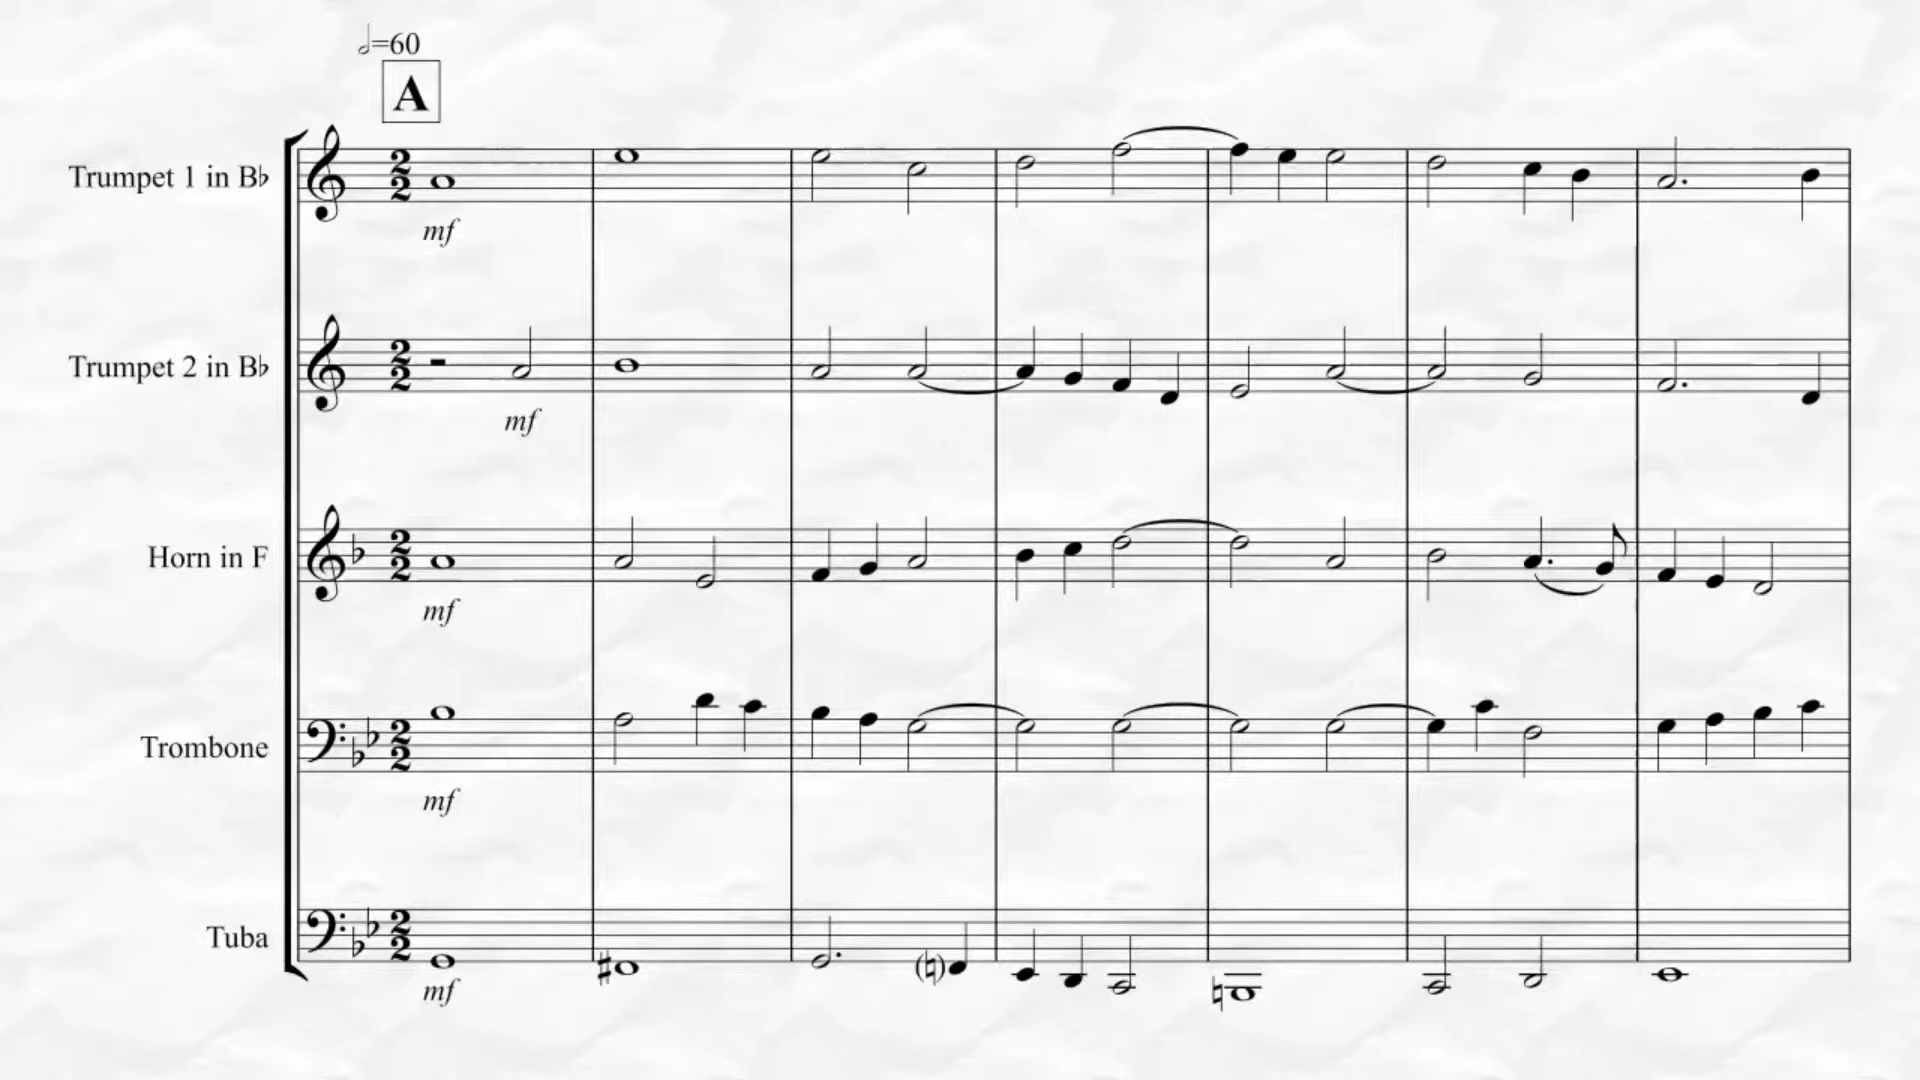 𝅗𝅥=60
A
Trumpet 1 in B♭
mf
Trumpet 2 in B♭
mf
Horn in F
mf
Trombone
mf
Tuba
mf